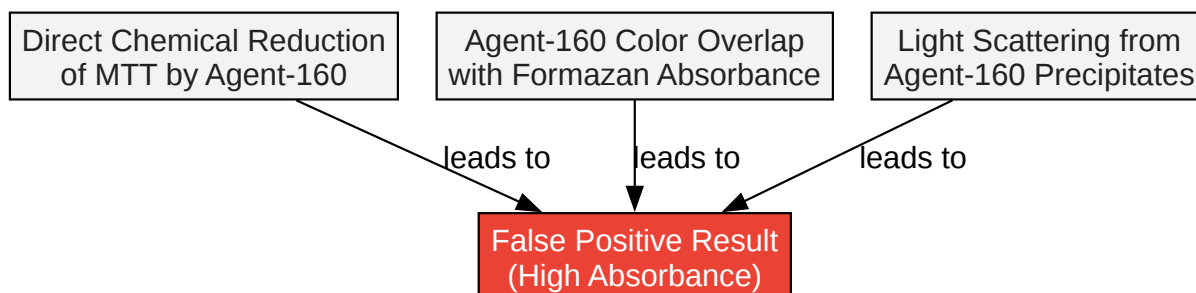 Direct Chemical Reduction
of MTT by Agent-160
Agent-160 Color Overlap
with Formazan Absorbance
Light Scattering from
Agent-160 Precipitates
leads to
leads to
leads to
False Positive Result
(High Absorbance)